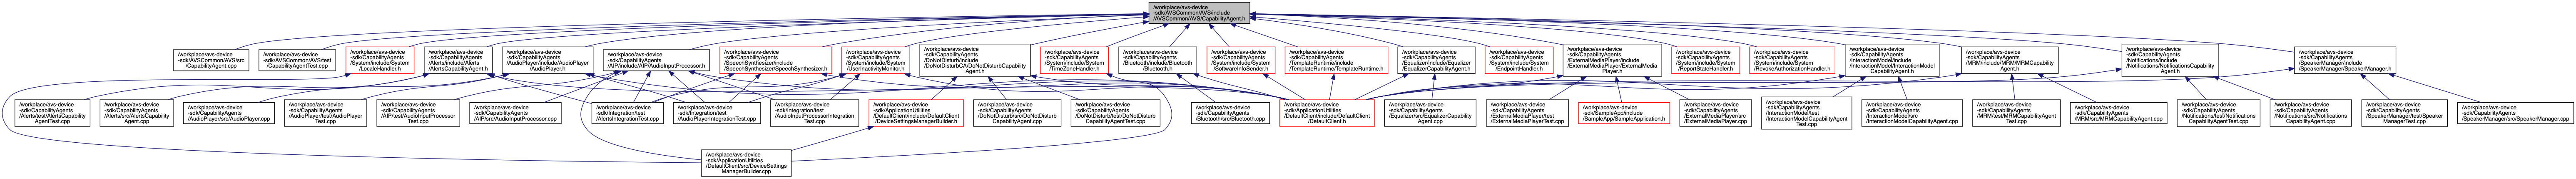 /workplace/avs-device
-sdk/AVSCommon/AVS/include
/AVSCommon/AVS/CapabilityAgent.h
/workplace/avs-device
-sdk/AVSCommon/AVS/src
/CapabilityAgent.cpp
/workplace/avs-device
-sdk/AVSCommon/AVS/test
/CapabilityAgentTest.cpp
/workplace/avs-device
-sdk/CapabilityAgents
/System/include/System
/LocaleHandler.h
/workplace/avs-device
-sdk/CapabilityAgents
/Alerts/include/Alerts
/AlertsCapabilityAgent.h
/workplace/avs-device
-sdk/CapabilityAgents
/AudioPlayer/include/AudioPlayer
/AudioPlayer.h
/workplace/avs-device
-sdk/CapabilityAgents
/AIP/include/AIP/AudioInputProcessor.h
/workplace/avs-device
-sdk/CapabilityAgents
/SpeechSynthesizer/include
/SpeechSynthesizer/SpeechSynthesizer.h
/workplace/avs-device
-sdk/CapabilityAgents
/System/include/System
/UserInactivityMonitor.h
/workplace/avs-device
-sdk/CapabilityAgents
/DoNotDisturb/include
/DoNotDisturbCA/DoNotDisturbCapability
Agent.h
/workplace/avs-device
-sdk/CapabilityAgents
/System/include/System
/TimeZoneHandler.h
/workplace/avs-device
-sdk/CapabilityAgents
/Bluetooth/include/Bluetooth
/Bluetooth.h
/workplace/avs-device
-sdk/CapabilityAgents
/System/include/System
/SoftwareInfoSender.h
/workplace/avs-device
-sdk/CapabilityAgents
/TemplateRuntime/include
/TemplateRuntime/TemplateRuntime.h
/workplace/avs-device
-sdk/CapabilityAgents
/Equalizer/include/Equalizer
/EqualizerCapabilityAgent.h
/workplace/avs-device
-sdk/CapabilityAgents
/System/include/System
/EndpointHandler.h
/workplace/avs-device
-sdk/CapabilityAgents
/ExternalMediaPlayer/include
/ExternalMediaPlayer/ExternalMedia
Player.h
/workplace/avs-device
-sdk/CapabilityAgents
/System/include/System
/ReportStateHandler.h
/workplace/avs-device
-sdk/CapabilityAgents
/System/include/System
/RevokeAuthorizationHandler.h
/workplace/avs-device
-sdk/CapabilityAgents
/InteractionModel/include
/InteractionModel/InteractionModel
CapabilityAgent.h
/workplace/avs-device
-sdk/CapabilityAgents
/MRM/include/MRM/MRMCapability
Agent.h
/workplace/avs-device
-sdk/CapabilityAgents
/Notifications/include
/Notifications/NotificationsCapability
Agent.h
/workplace/avs-device
-sdk/CapabilityAgents
/SpeakerManager/include
/SpeakerManager/SpeakerManager.h
/workplace/avs-device
-sdk/CapabilityAgents
/Alerts/test/AlertsCapability
AgentTest.cpp
/workplace/avs-device
-sdk/CapabilityAgents
/Alerts/src/AlertsCapability
Agent.cpp
/workplace/avs-device
-sdk/CapabilityAgents
/AudioPlayer/src/AudioPlayer.cpp
/workplace/avs-device
-sdk/CapabilityAgents
/AudioPlayer/test/AudioPlayer
Test.cpp
/workplace/avs-device
-sdk/CapabilityAgents
/AIP/test/AudioInputProcessor
Test.cpp
/workplace/avs-device
-sdk/CapabilityAgents
/AIP/src/AudioInputProcessor.cpp
/workplace/avs-device
-sdk/Integration/test
/AlertsIntegrationTest.cpp
/workplace/avs-device
-sdk/Integration/test
/AudioPlayerIntegrationTest.cpp
/workplace/avs-device
-sdk/Integration/test
/AudioInputProcessorIntegration
Test.cpp
/workplace/avs-device
-sdk/ApplicationUtilities
/DefaultClient/include/DefaultClient
/DeviceSettingsManagerBuilder.h
/workplace/avs-device
-sdk/CapabilityAgents
/DoNotDisturb/src/DoNotDisturb
CapabilityAgent.cpp
/workplace/avs-device
-sdk/CapabilityAgents
/DoNotDisturb/test/DoNotDisturb
CapabilityAgentTest.cpp
/workplace/avs-device
-sdk/CapabilityAgents
/Bluetooth/src/Bluetooth.cpp
/workplace/avs-device
-sdk/ApplicationUtilities
/DefaultClient/include/DefaultClient
/DefaultClient.h
/workplace/avs-device
-sdk/CapabilityAgents
/Equalizer/src/EqualizerCapability
Agent.cpp
/workplace/avs-device
-sdk/CapabilityAgents
/ExternalMediaPlayer/test
/ExternalMediaPlayerTest.cpp
/workplace/avs-device
-sdk/SampleApp/include
/SampleApp/SampleApplication.h
/workplace/avs-device
-sdk/CapabilityAgents
/ExternalMediaPlayer/src
/ExternalMediaPlayer.cpp
/workplace/avs-device
-sdk/CapabilityAgents
/InteractionModel/test
/InteractionModelCapabilityAgent
Test.cpp
/workplace/avs-device
-sdk/CapabilityAgents
/InteractionModel/src
/InteractionModelCapabilityAgent.cpp
/workplace/avs-device
-sdk/CapabilityAgents
/MRM/test/MRMCapabilityAgent
Test.cpp
/workplace/avs-device
-sdk/CapabilityAgents
/MRM/src/MRMCapabilityAgent.cpp
/workplace/avs-device
-sdk/CapabilityAgents
/Notifications/test/Notifications
CapabilityAgentTest.cpp
/workplace/avs-device
-sdk/CapabilityAgents
/Notifications/src/Notifications
CapabilityAgent.cpp
/workplace/avs-device
-sdk/CapabilityAgents
/SpeakerManager/test/Speaker
ManagerTest.cpp
/workplace/avs-device
-sdk/CapabilityAgents
/SpeakerManager/src/SpeakerManager.cpp
/workplace/avs-device
-sdk/ApplicationUtilities
/DefaultClient/src/DeviceSettings
ManagerBuilder.cpp